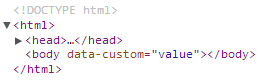 <!DOCTYPE html>
▼<html>
▶<head>…</head>
<body data-custom="value"></body>
</html>